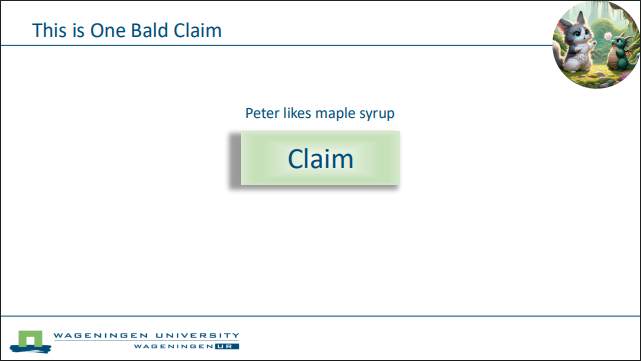 This is One Bald Claim
Peter likes maple syrup
Claim
WAGENINGEN UNIVERSITY
WAGENINGEN UR